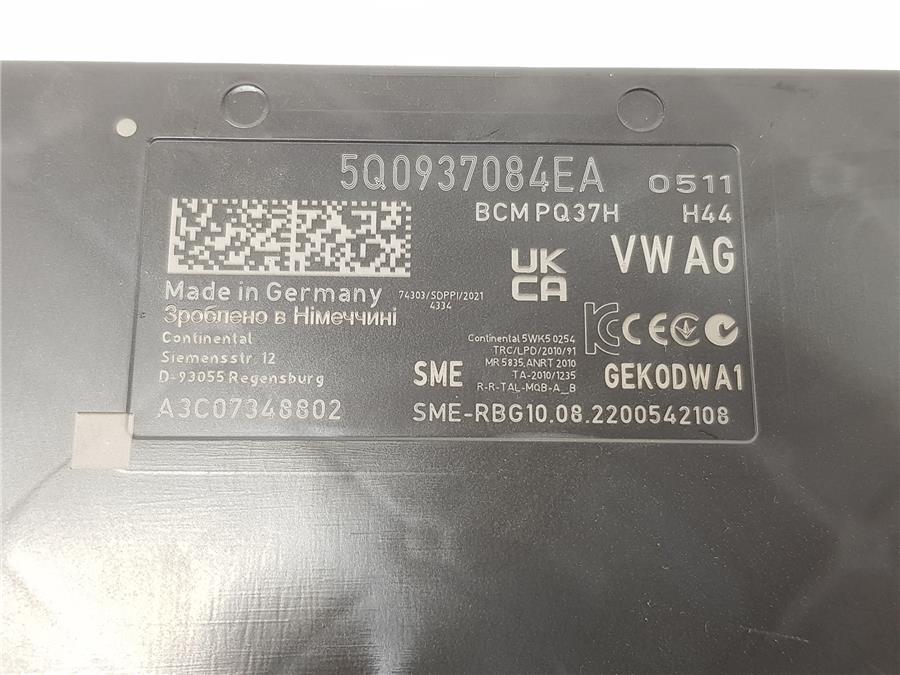 5Q0937084EA 0511
BCM PQ37H H44
VW AG
UK
CA
Made in Germany
74303/SDPPI/2021
4334
Зроблено в Німеччині
Continental
Siemensstr. 12
D-93055 Regensburg
A3C07348802
Continental 5WK5 0254
TRC/LPD/2010/91
MR 5835, ANRT 2010
TA-2010/1235
R-R-TAL-MQB-A_B
SME
CE
GEK0DWA1
SME-RBG10.08.2200542108